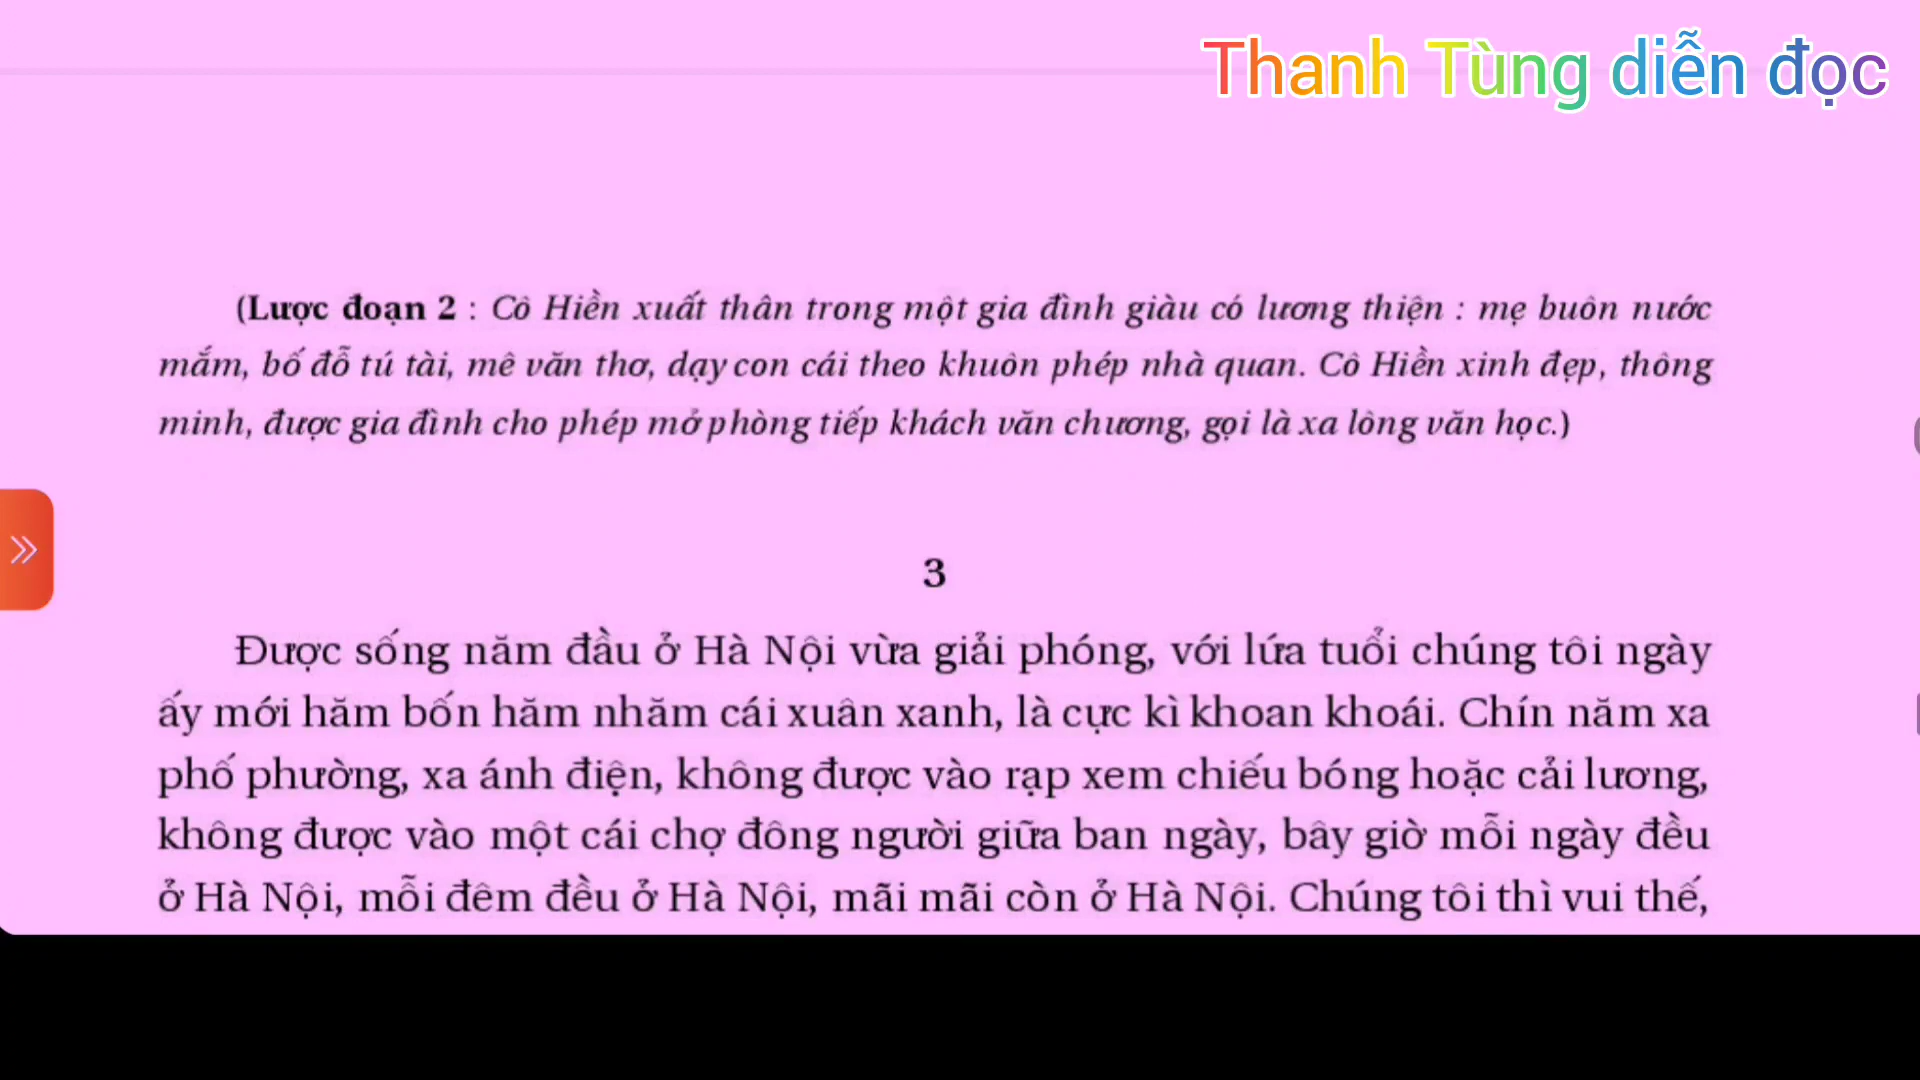 Thanh Tùng diễn đọc
(Lược đoạn 2 : Cô Hiền xuất thân trong một gia đình giàu có lương thiện : mẹ buôn nước
mắm, bố đỗ tú tài, mê văn thơ, dạy con cái theo khuôn phép nhà quan. Cô Hiền xinh đẹp, thông
minh, được gia đình cho phép mở phòng tiếp khách văn chương, gọi là xa lông văn học.)
3
Được sống năm đầu ở Hà Nội vừa giải phóng, với lứa tuổi chúng tôi ngày
ấy mới hăm bốn hăm nhăm cái xuân xanh, là cực kì khoan khoái. Chín năm xa
phố phường, xa ánh điện, không được vào rạp xem chiếu bóng hoặc cải lương,
không được vào một cái chợ đông người giữa ban ngày, bây giờ mỗi ngày đều
ở Hà Nội, mỗi đêm đều ở Hà Nội, mãi mãi còn ở Hà Nội. Chúng tôi thì vui thế,